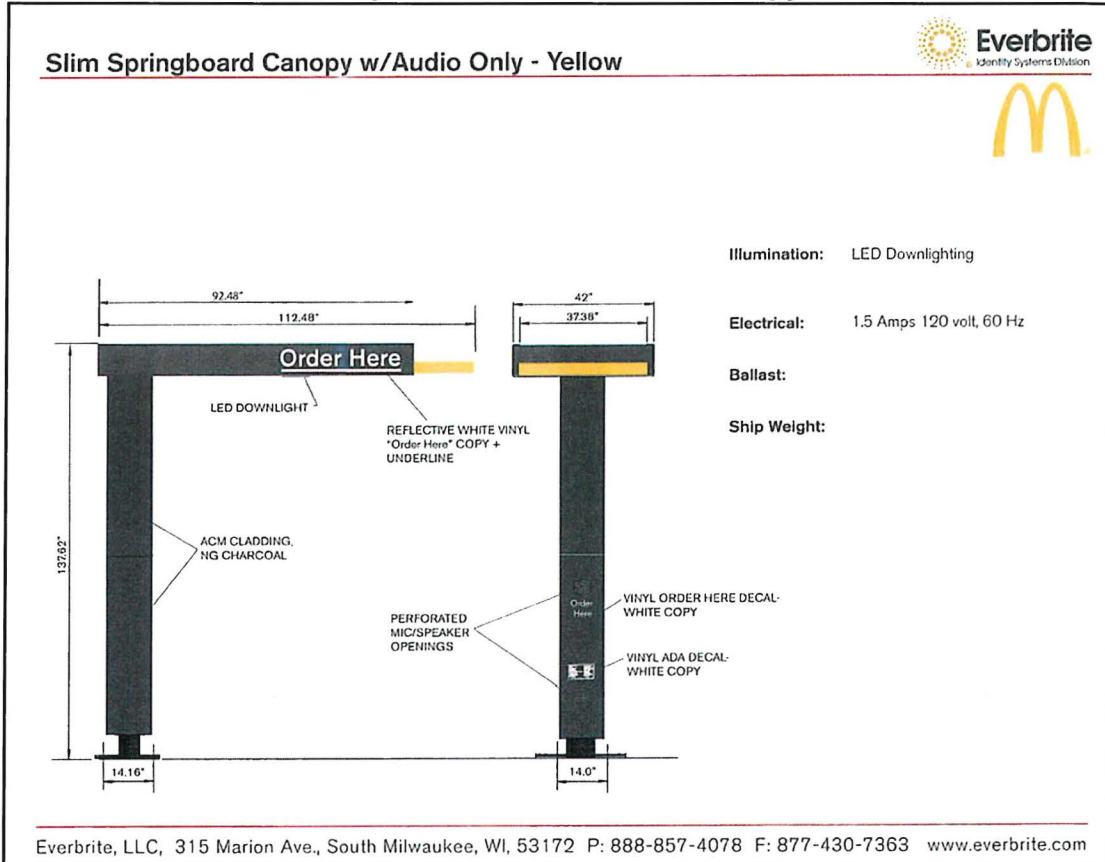 Slim Springboard Canopy w/Audio Only - Yellow
Everbrite
Identity Systems Division
Illumination: LED Downlighting
Electrical: 1.5 Amps 120 volt, 60 Hz
Ballast:
Ship Weight:
92.48"
112.48"
42"
37.38"
Order Here
LED DOWNLIGHT
REFLECTIVE WHITE VINYL
"Order Here" COPY +
UNDERLINE
137.62"
ACM CLADDING,
NG CHARCOAL
PERFORATED
MIC/SPEAKER
OPENINGS
Order
Here
VINYL ORDER HERE DECAL-
WHITE COPY
VINYL ADA DECAL-
WHITE COPY
14.16"
14.0"
Everbrite, LLC, 315 Marion Ave., South Milwaukee, WI, 53172 P: 888-857-4078 F: 877-430-7363 www.everbrite.com